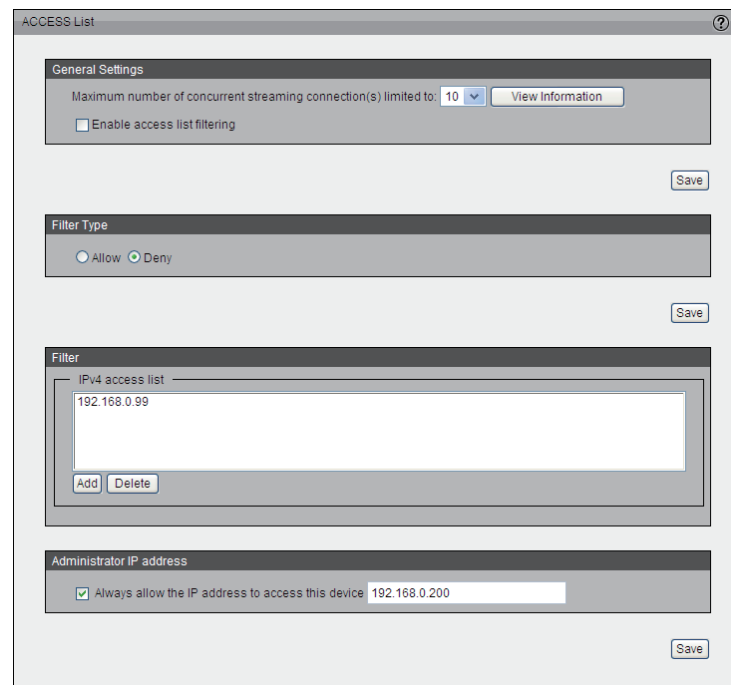 ACCESS List
General Settings
Maximum number of concurrent streaming connection(s) limited to: 10 View Information
Enable access list filtering
Save
Filter Type
Allow Deny
Save
Filter
IPv4 access list
192.168.0.99
Add Delete
Administrator IP address
Always allow the IP address to access this device 192.168.0.200
Save